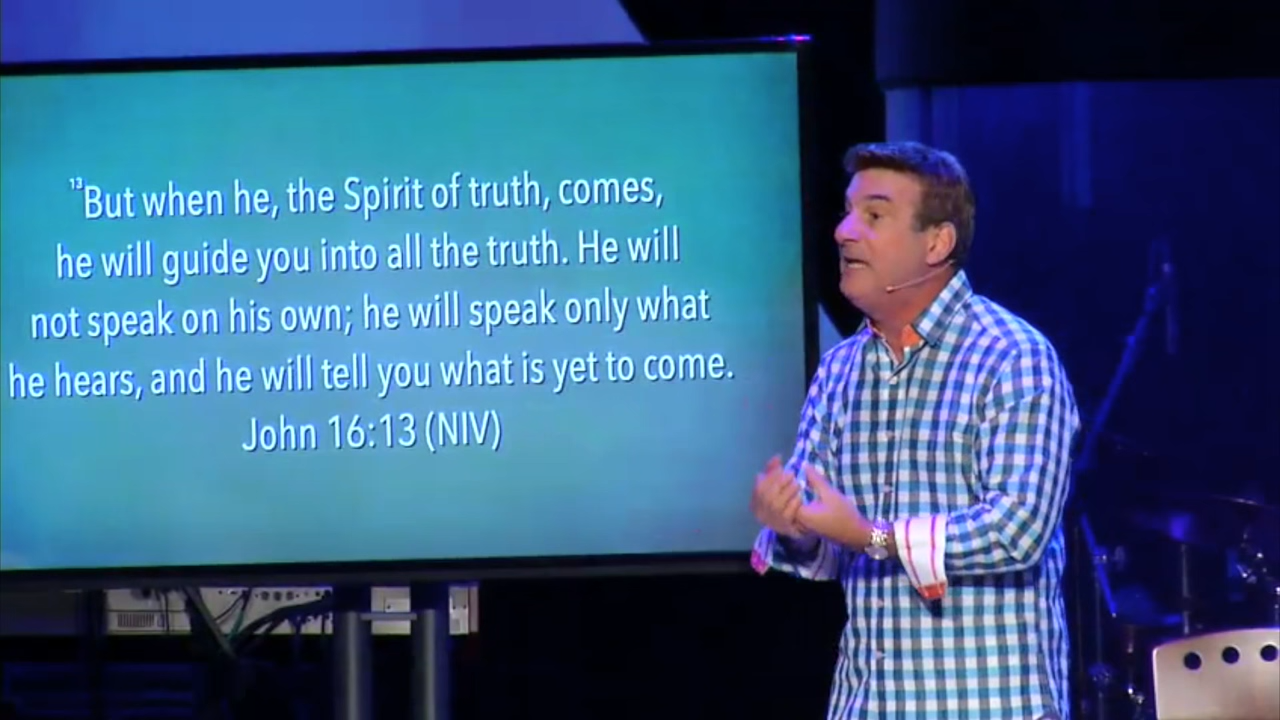 ¹³But when he, the Spirit of truth, comes,
he will guide you into all the truth. He will
not speak on his own; he will speak only what
he hears, and he will tell you what is yet to come.
John 16:13 (NIV)